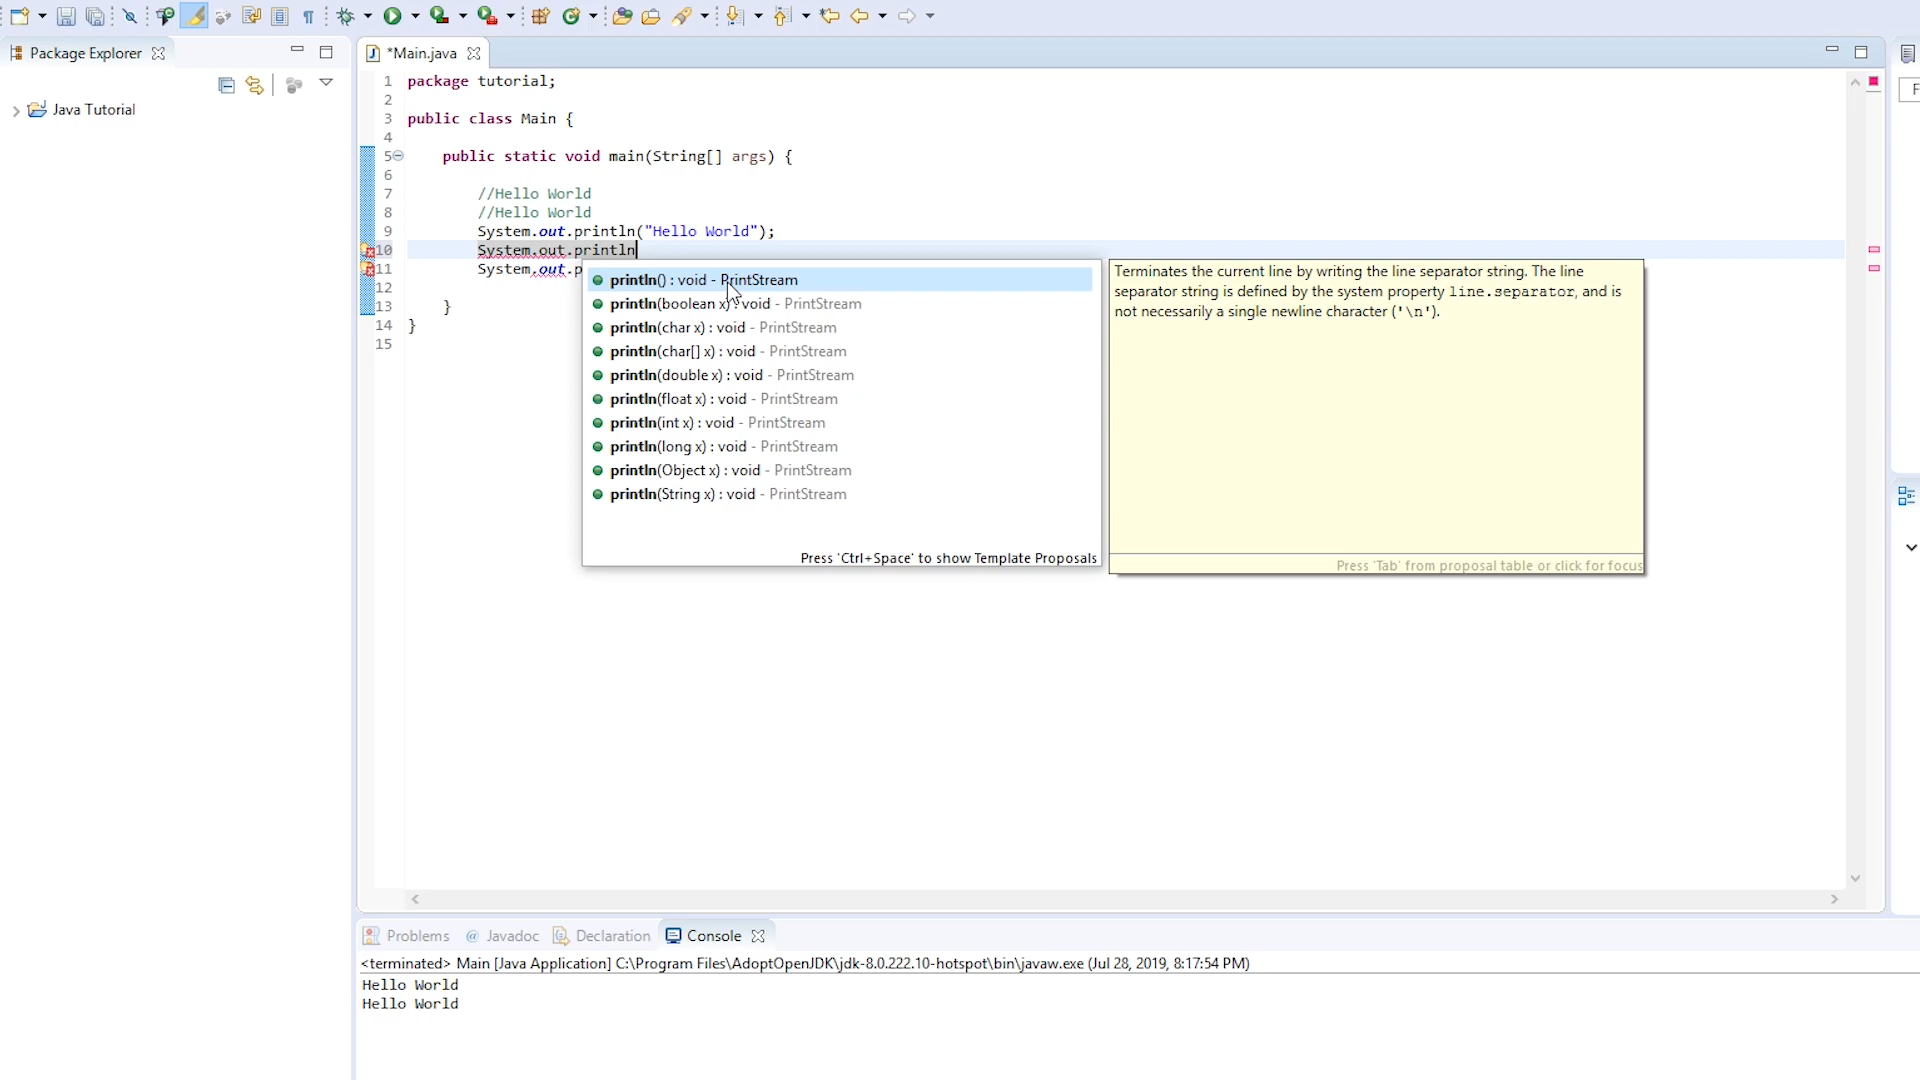 Package Explorer
*Main.java
Java Tutorial
F
1 package tutorial;
2
3 public class Main {
4
5 public static void main(String[] args) {
6
7 //Hello World
8 //Hello World
9 System.out.println("Hello World");
10 System.out.println
11 System.out.p
12
13 }
14 }
15
println() : void - PrintStream
println(boolean x) : void - PrintStream
println(char x) : void - PrintStream
println(char[] x) : void - PrintStream
println(double x) : void - PrintStream
println(float x) : void - PrintStream
println(int x) : void - PrintStream
println(long x) : void - PrintStream
println(Object x) : void - PrintStream
println(String x) : void - PrintStream
Press 'Ctrl+Space' to show Template Proposals
Terminates the current line by writing the line separator string. The line
separator string is defined by the system property line.separator, and is
not necessarily a single newline character ('\n').
Press 'Tab' from proposal table or click for focus
Problems @ Javadoc Declaration Console
<terminated> Main [Java Application] C:\Program Files\AdoptOpenJDK\jdk-8.0.222.10-hotspot\bin\javaw.exe (Jul 28, 2019, 8:17:54 PM)
Hello World
Hello World